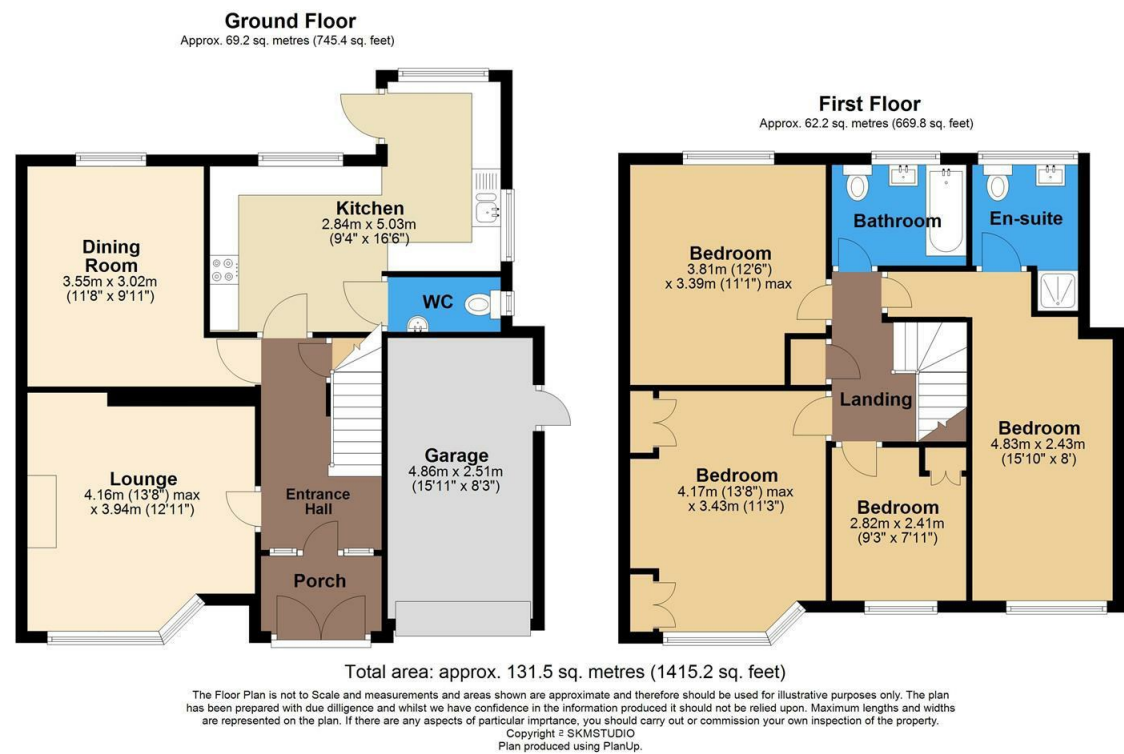 Ground Floor
Approx. 69.2 sq. metres (745.4 sq. feet)
Kitchen
2.84m x 5.03m
(9'4" x 16'6")
Dining
Room
3.55m x 3.02m
(11'8" x 9'11")
WC
Lounge
4.16m (13'8") max
x 3.94m (12'11")
Entrance
Hall
Garage
4.86m x 2.51m
(15'11" x 8'3")
Porch
First Floor
Approx. 62.2 sq. metres (669.8 sq. feet)
Bathroom
En-suite
Bedroom
3.81m (12'6")
x 3.39m (11'1") max
Landing
Bedroom
4.83m x 2.43m
(15'10" x 8')
Bedroom
4.17m (13'8") max
x 3.43m (11'3")
Bedroom
2.82m x 2.41m
(9'3" x 7'11")
Total area: approx. 131.5 sq. metres (1415.2 sq. feet)
The Floor Plan is not to Scale and measurements and areas shown are approximate and therefore should be used for illustrative purposes only. The plan
has been prepared with due dilligence and whilst we have confidence in the information produced it should not be relied upon. Maximum lengths and widths
are represented on the plan. If there are any aspects of particular imprtance, you should carry out or commission your own inspection of the property.
Copyright ² SKMSTUDIO
Plan produced using PlanUp.